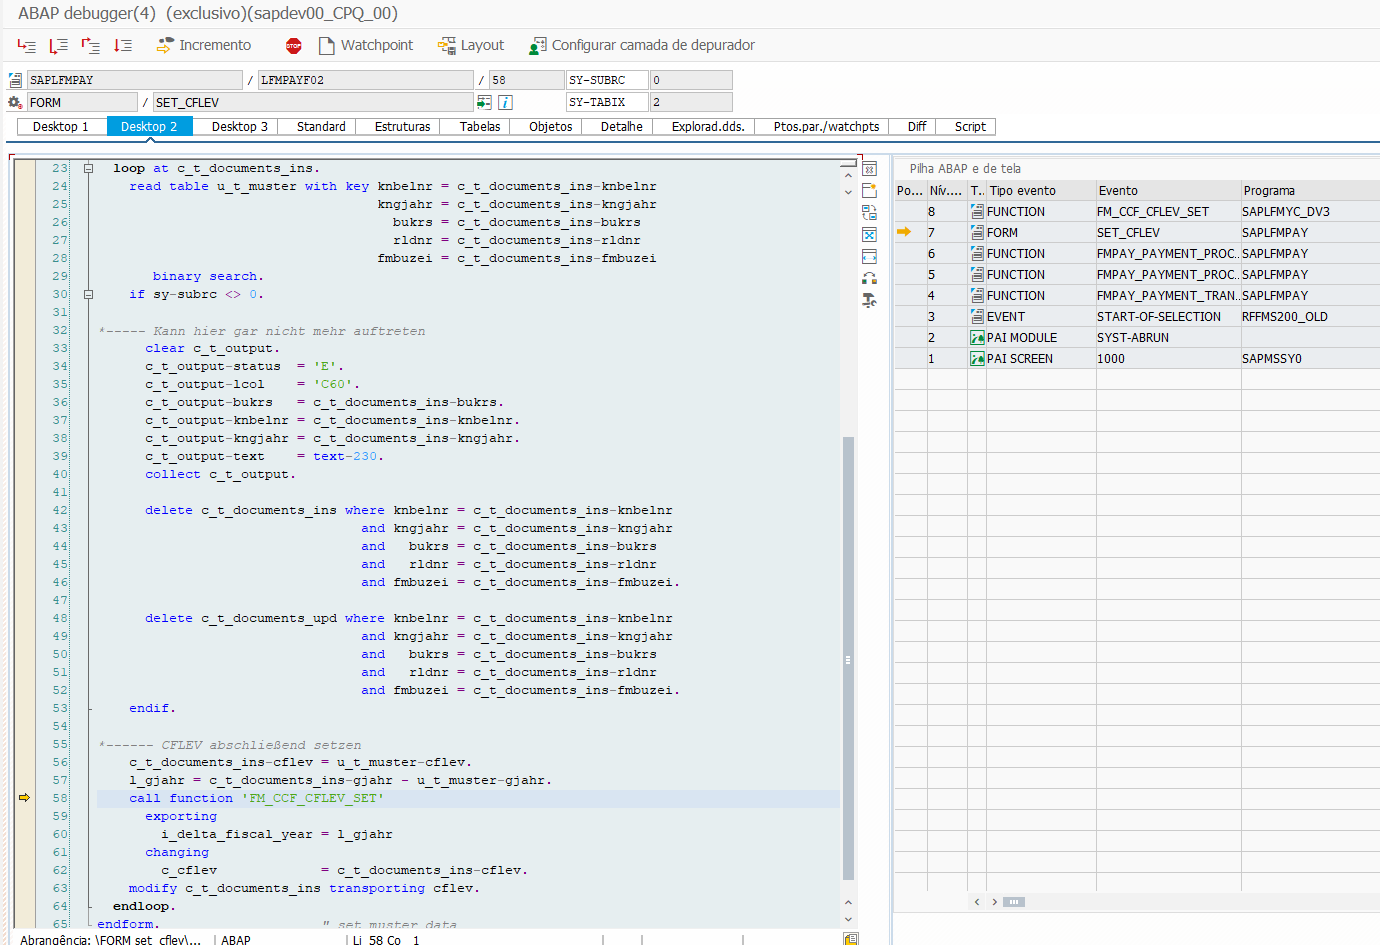 ABAP debugger(4)  (exclusivo)(sapdev00_CPQ_00)
Incremento STOP Watchpoint Layout Configurar camada de depurador
SAPLFMPAY / LFMPAYF02 / 58 SY-SUBRC 0
FORM / SET_CFLEV SY-TABIX 2
Desktop 1 Desktop 2 Desktop 3 Standard Estruturas Tabelas Objetos Detalhe Explorad.dds. Ptos.par./watchpts Diff Script
23 loop at c_t_documents_ins.
24 read table u_t_muster with key knbelnr = c_t_documents_ins-knbelnr
25 kngjahr = c_t_documents_ins-kngjahr
26 bukrs = c_t_documents_ins-bukrs
27 rldnr = c_t_documents_ins-rldnr
28 fmbuzei = c_t_documents_ins-fmbuzei
29 binary search.
30 if sy-subrc <> 0.
31
32 *----- Kann hier gar nicht mehr auftreten
33 clear c_t_output.
34 c_t_output-status  = 'E'.
35 c_t_output-lcol    = 'C60'.
36 c_t_output-bukrs   = c_t_documents_ins-bukrs.
37 c_t_output-knbelnr = c_t_documents_ins-knbelnr.
38 c_t_output-kngjahr = c_t_documents_ins-kngjahr.
39 c_t_output-text    = text-230.
40 collect c_t_output.
41
42 delete c_t_documents_ins where knbelnr = c_t_documents_ins-knbelnr
43 and kngjahr = c_t_documents_ins-kngjahr
44 and   bukrs = c_t_documents_ins-bukrs
45 and   rldnr = c_t_documents_ins-rldnr
46 and fmbuzei = c_t_documents_ins-fmbuzei.
47
48 delete c_t_documents_upd where knbelnr = c_t_documents_ins-knbelnr
49 and kngjahr = c_t_documents_ins-kngjahr
50 and   bukrs = c_t_documents_ins-bukrs
51 and   rldnr = c_t_documents_ins-rldnr
52 and fmbuzei = c_t_documents_ins-fmbuzei.
53 endif.
54
55 *------ CFLEV abschließend setzen
56 c_t_documents_ins-cflev = u_t_muster-cflev.
57 l_gjahr = c_t_documents_ins-gjahr - u_t_muster-gjahr.
58 call function 'FM_CCF_CFLEV_SET'
59 exporting
60 i_delta_fiscal_year = l_gjahr
61 changing
62 c_cflev             = c_t_documents_ins-cflev.
63 modify c_t_documents_ins transporting cflev.
64 endloop.
65 endform.                    " set muster data
Abrangência: \FORM set_cflev\... ABAP Li 58 Co 1
Pilha ABAP e de tela
Po... Nív.... T.. Tipo evento Evento Programa
8 FUNCTION FM_CCF_CFLEV_SET SAPLFMYC_DV3
7 FORM SET_CFLEV SAPLFMPAY
6 FUNCTION FMPAY_PAYMENT_PROC.. SAPLFMPAY
5 FUNCTION FMPAY_PAYMENT_PROC.. SAPLFMPAY
4 FUNCTION FMPAY_PAYMENT_TRAN.. SAPLFMPAY
3 EVENT START-OF-SELECTION RFFMS200_OLD
2 PAI MODULE SYST-ABRUN
1 PAI SCREEN 1000 SAPMSSY0